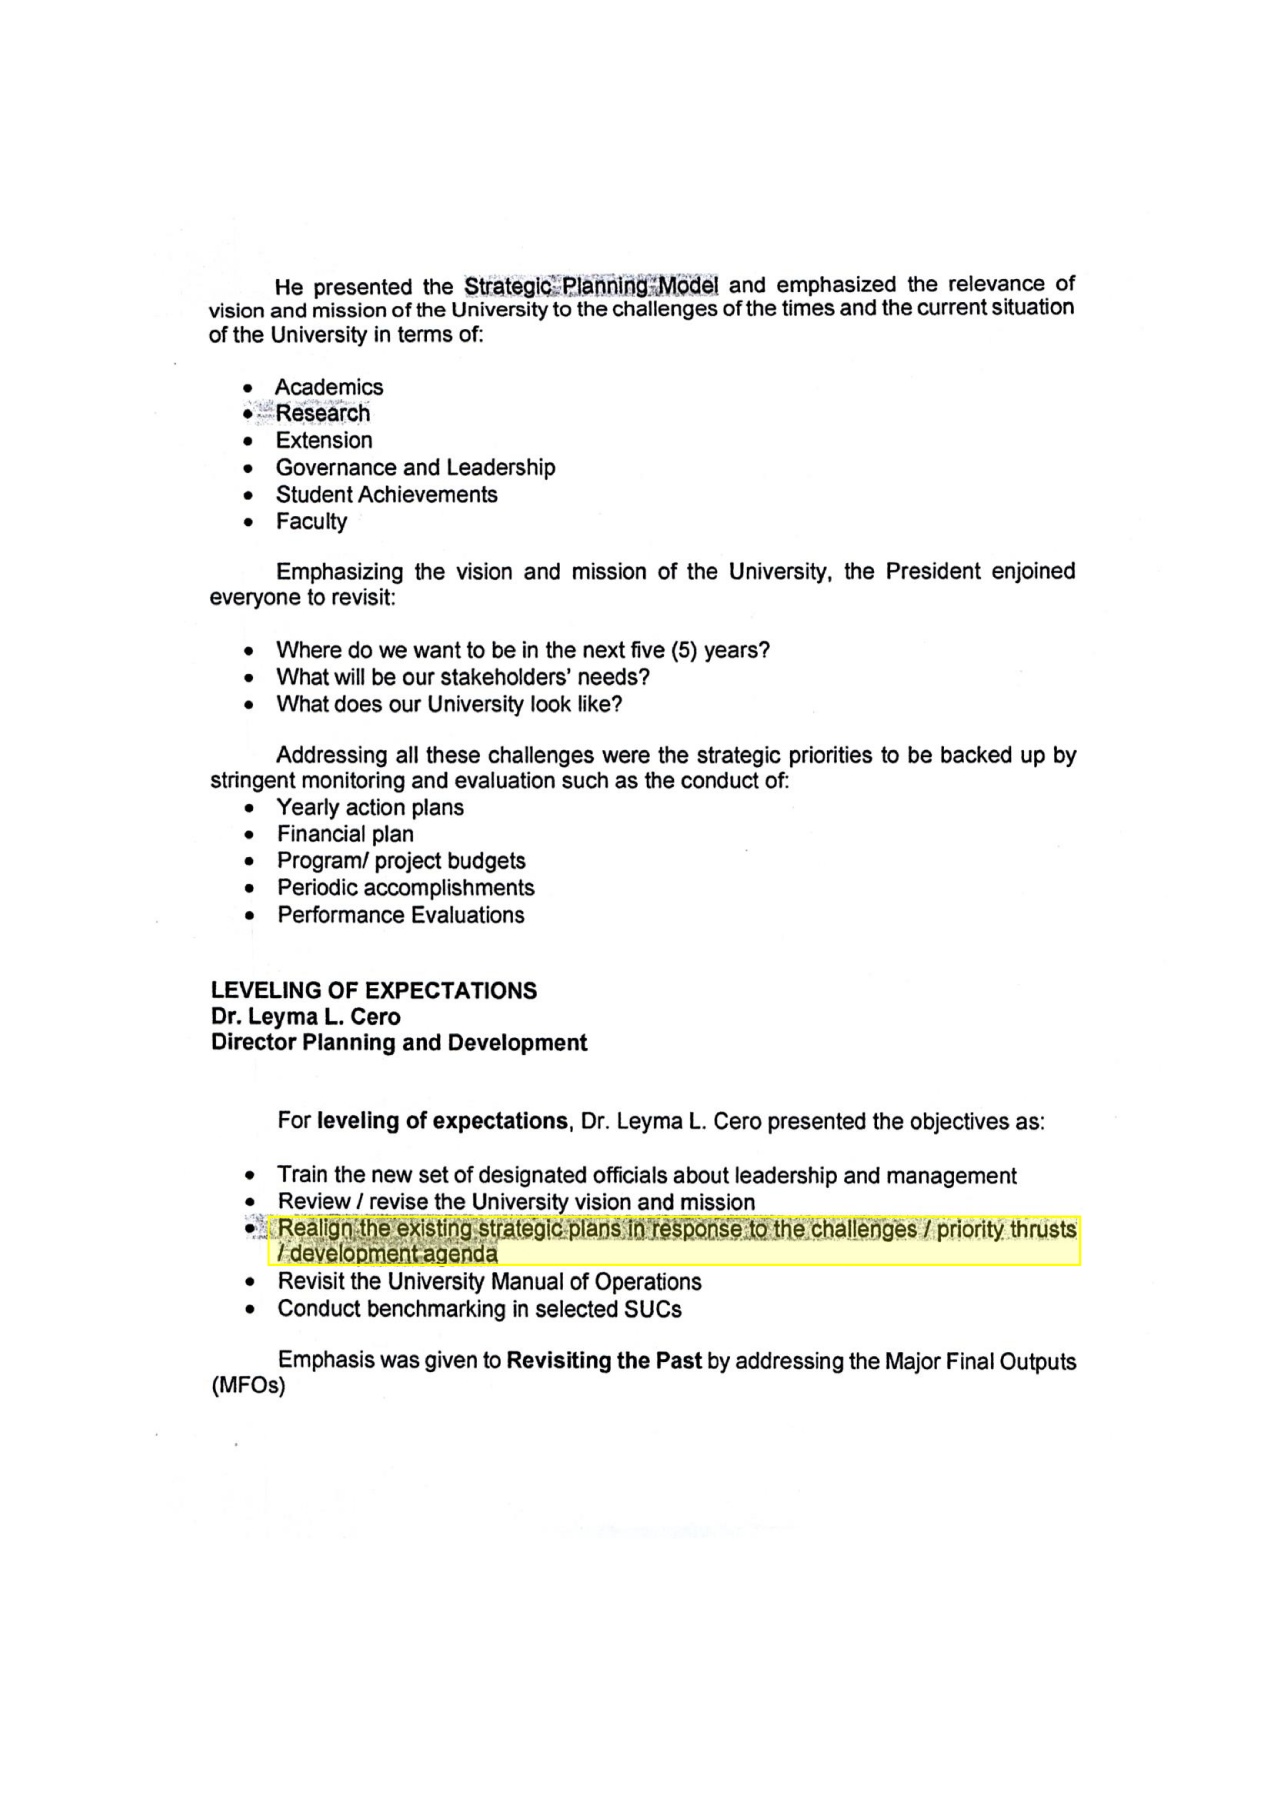 He presented the Strategic Planning Model and emphasized the relevance of
vision and mission of the University to the challenges of the times and the current situation
of the University in terms of:
• Academics
• Research
• Extension
• Governance and Leadership
• Student Achievements
• Faculty
Emphasizing the vision and mission of the University, the President enjoined
everyone to revisit:
• Where do we want to be in the next five (5) years?
• What will be our stakeholders' needs?
• What does our University look like?
Addressing all these challenges were the strategic priorities to be backed up by
stringent monitoring and evaluation such as the conduct of:
• Yearly action plans
• Financial plan
• Program/ project budgets
• Periodic accomplishments
• Performance Evaluations
LEVELING OF EXPECTATIONS
Dr. Leyma L. Cero
Director Planning and Development
For leveling of expectations, Dr. Leyma L. Cero presented the objectives as:
• Train the new set of designated officials about leadership and management
• Review / revise the University vision and mission
• Realign the existing strategic plans in response to the challenges / priority thrusts
/ development agenda
• Revisit the University Manual of Operations
• Conduct benchmarking in selected SUCs
Emphasis was given to Revisiting the Past by addressing the Major Final Outputs
(MFOs)